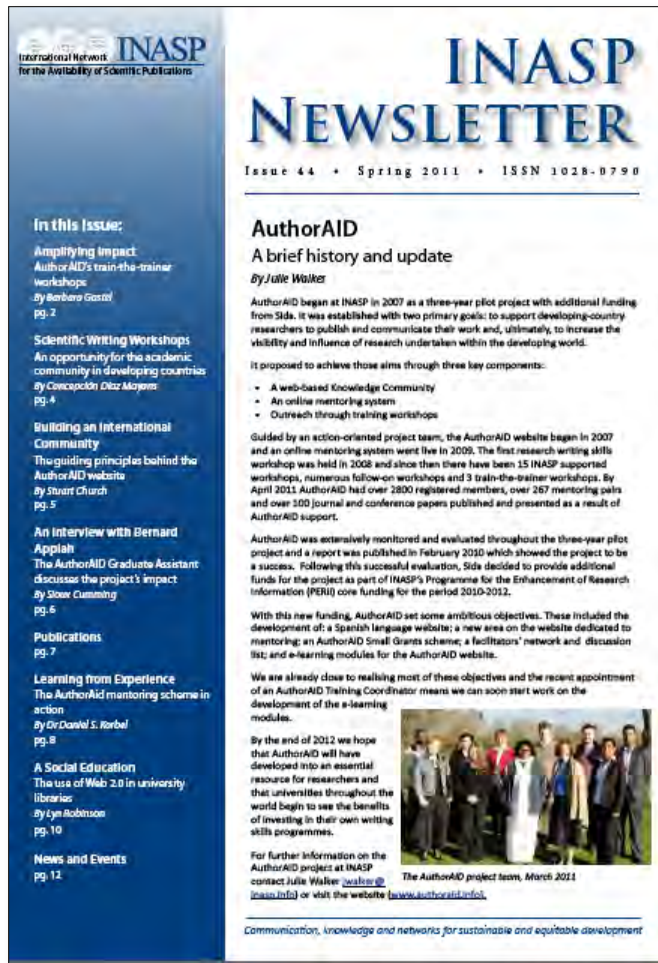 International Network INASP
for the Availability of Scientific Publications
INASP
NEWSLETTER
Issue 44 • Spring 2011 • ISSN 1028-0790
In this Issue:
Amplifying Impact
AuthorAID's train-the-trainer
workshops
By Barbara Gastel
pg. 2
Scientific Writing Workshops
An opportunity for the academic
community in developing countries
By Concepción Díaz Mayans
pg. 4
Building an International
Community
The guiding principles behind the
AuthorAID website
By Stuart Church
pg. 5
An Interview with Bernard
Appiah
The AuthorAID Graduate Assistant
discusses the project's impact
By Sioux Cumming
pg. 6
Publications
pg. 7
Learning from Experience
The AuthorAid mentoring scheme in
action
By Dr Daniel S. Korbel
pg. 8
A Social Education
The use of Web 2.0 in university
libraries
By Lyn Robinson
pg. 10
News and Events
pg. 12
AuthorAID
A brief history and update
By Julie Walker
AuthorAID began at INASP in 2007 as a three-year pilot project with additional funding
from Sida. It was established with two primary goals: to support developing-country
researchers to publish and communicate their work and, ultimately, to increase the
visibility and influence of research undertaken within the developing world.
It proposed to achieve those aims through three key components:
• A web-based Knowledge Community
• An online mentoring system
• Outreach through training workshops
Guided by an action-oriented project team, the AuthorAID website began in 2007
and an online mentoring system went live in 2009. The first research writing skills
workshop was held in 2008 and since then there have been 15 INASP supported
workshops, numerous follow-on workshops and 3 train-the-trainer workshops. By
April 2011 AuthorAID had over 2800 registered members, over 267 mentoring pairs
and over 100 journal and conference papers published and presented as a result of
AuthorAID support.
AuthorAID was extensively monitored and evaluated throughout the three-year pilot
project and a report was published in February 2010 which showed the project to be
a success. Following this successful evaluation, Sida decided to provide additional
funds for the project as part of INASP's Programme for the Enhancement of Research
Information (PERii) core funding for the period 2010-2012.
With this new funding, AuthorAID set some ambitious objectives. These included the
development of: a Spanish language website; a new area on the website dedicated to
mentoring; an AuthorAID Small Grants scheme; a facilitators' network and discussion
list; and e-learning modules for the AuthorAID website.
We are already close to realising most of these objectives and the recent appointment
of an AuthorAID Training Coordinator means we can soon start work on the
development of the e-learning
modules.
By the end of 2012 we hope
that AuthorAID will have
developed into an essential
resource for researchers and
that universities throughout the
world begin to see the benefits
of investing in their own writing
skills programmes.
For further information on the
AuthorAID project at INASP
contact Julie Walker (jwalker@
inasp.info) or visit the website (www.authoraid.info).
The AuthorAID project team, March 2011
Communication, knowledge and networks for sustainable and equitable development